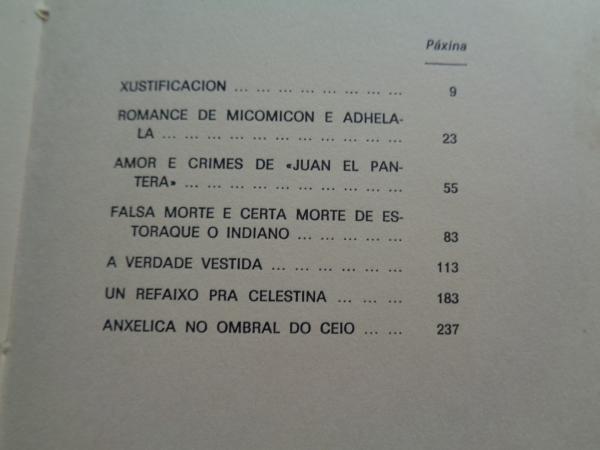 Páxina
XUSTIFICACION ... ... ... ... ... ... ... ... 9
ROMANCE DE MICOMICON E ADHELA-
LA ... ... ... ... ... ... ... ... ... ... ... 23
AMOR E CRIMES DE «JUAN EL PAN-
TERA» ... ... ... ... ... ... ... ... ... ... 55
FALSA MORTE E CERTA MORTE DE ES-
TORAQUE O INDIANO ... ... ... ... ... 83
A VERDADE VESTIDA ... ... ... ... ... ... 113
UN REFAIXO PRA CELESTINA ... ... ... 183
ANXELICA NO OMBRAL DO CEIO ... ... 237